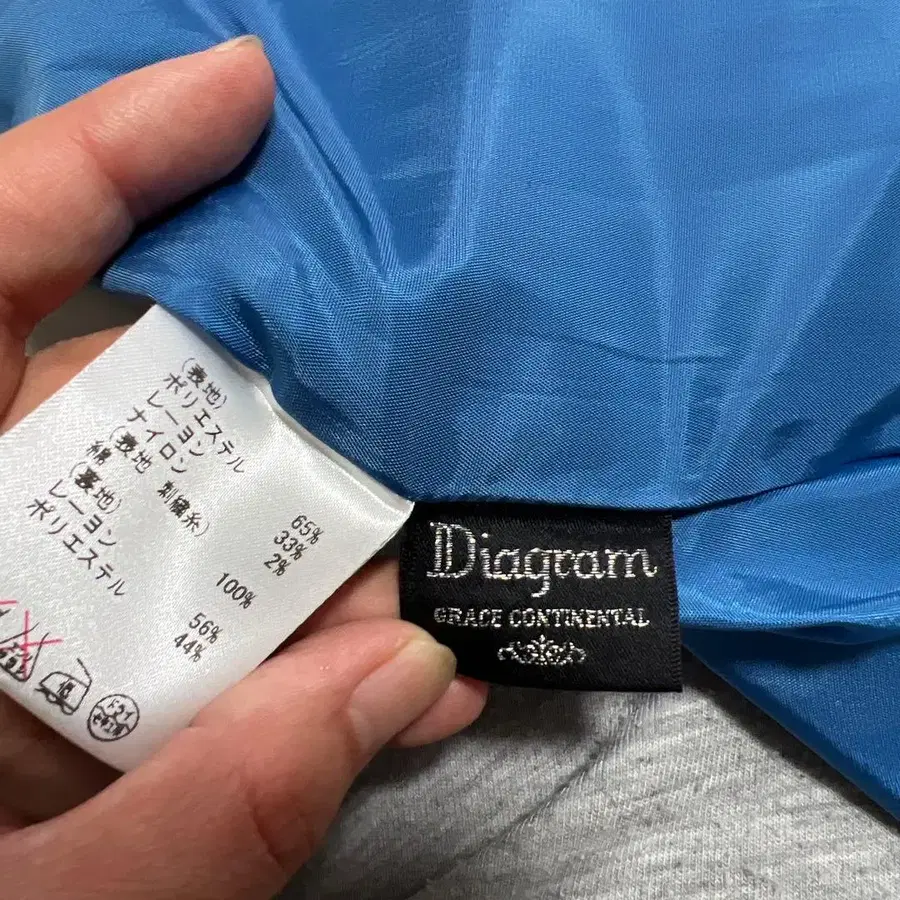 (表地)
ポリエステル 65%
レーヨン 33%
ナイロン 2%
(表地 刺繍糸)
綿 100%
(裏地)
レーヨン 56%
ポリエステル 44%
低
Diagram
GRACE CONTINENTAL